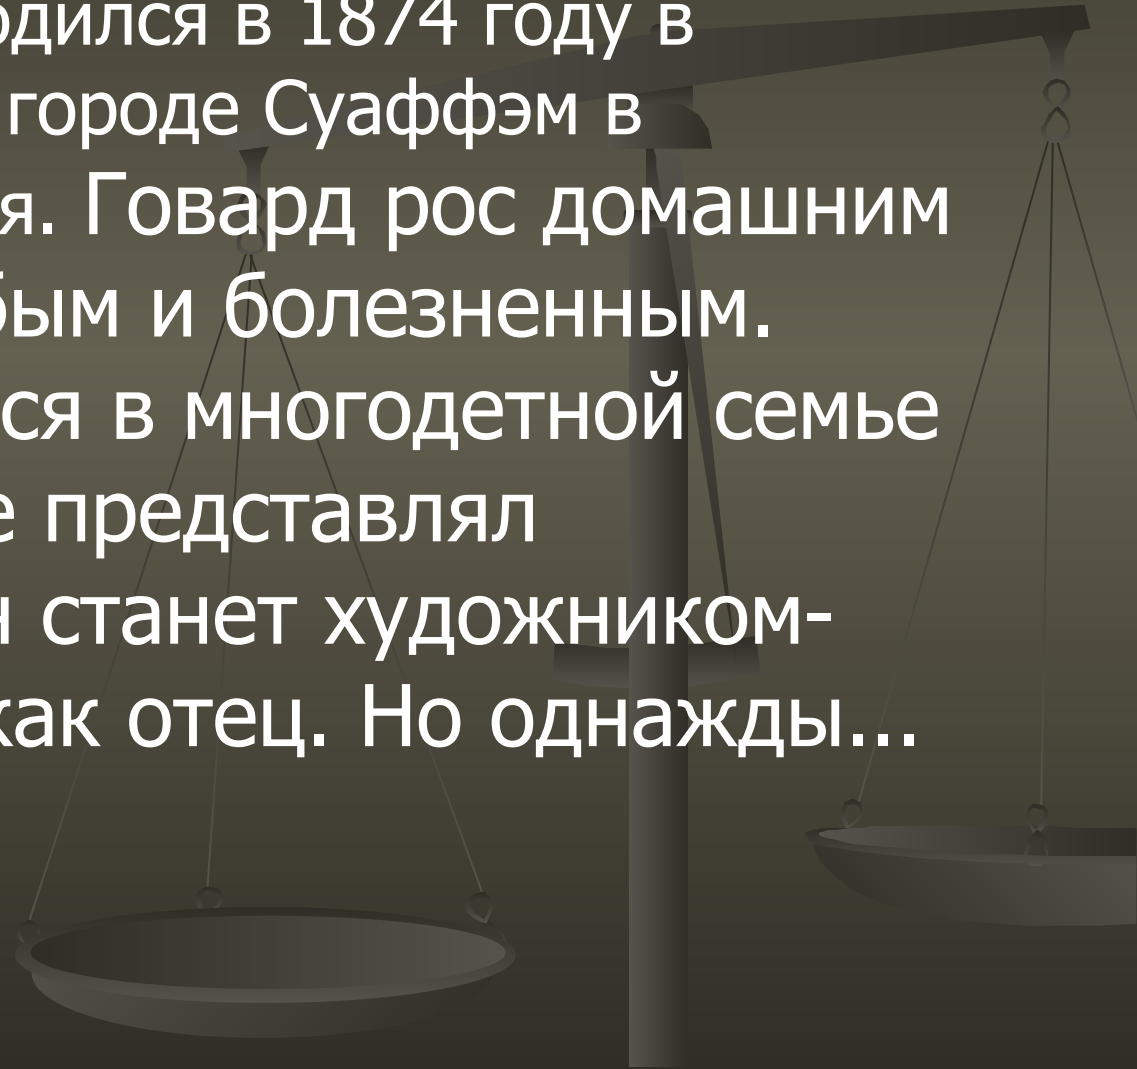 одился в 1874 году в
городе Суаффэм в
я. Говард рос домашним
бым и болезненным.
ся в многодетной семье
е представлял
н станет художником-
как отец. Но однажды...